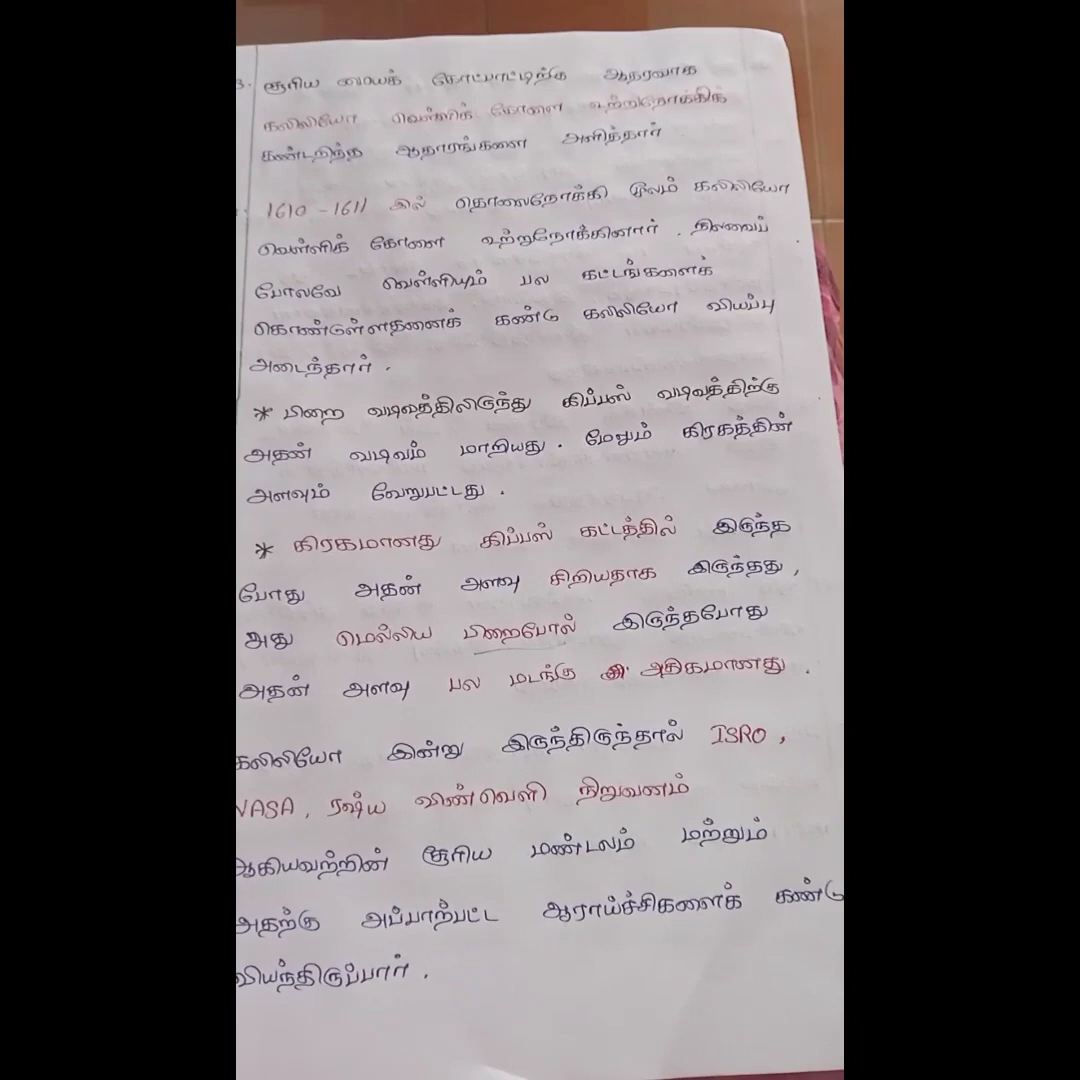 3. சூரிய மையக் கோட்பாட்டிற்கு ஆதரவாக
கலிலியோ வெள்ளிக் கோளை உற்றுநோக்கிக்
கண்டறிந்த ஆதாரங்களை அளித்தார்
1610 - 1611 இல் தொலைநோக்கி மூலம் கலிலியோ
வெள்ளிக் கோளை உற்றுநோக்கினார். நிலவைப்
போலவே வெள்ளியும் பல கட்டங்களைக்
கொண்டுள்ளதனைக் கண்டு கலிலியோ வியப்பு
அடைந்தார்.
* பிறை வடிவத்திலிருந்து கிப்பஸ் வடிவத்திற்கு
அதன் வடிவம் மாறியது. மேலும் கிரகத்தின்
அளவும் வேறுபட்டது.
* கிரகமானது கிப்பஸ் கட்டத்தில் இருந்த
போது அதன் அளவு சிறியதாக இருந்தது,
அது மெல்லிய பிறைபோல் இருந்தபோது
அதன் அளவு பல மடங்கு அதிகமானது.
கலிலியோ இன்று இருந்திருந்தால் ISRO,
NASA, ரஷ்ய விண்வெளி நிறுவனம்
ஆகியவற்றின் சூரிய மண்டலம் மற்றும்
அதற்கு அப்பாற்பட்ட ஆராய்ச்சிகளைக் கண்டு
வியந்திருப்பார்.